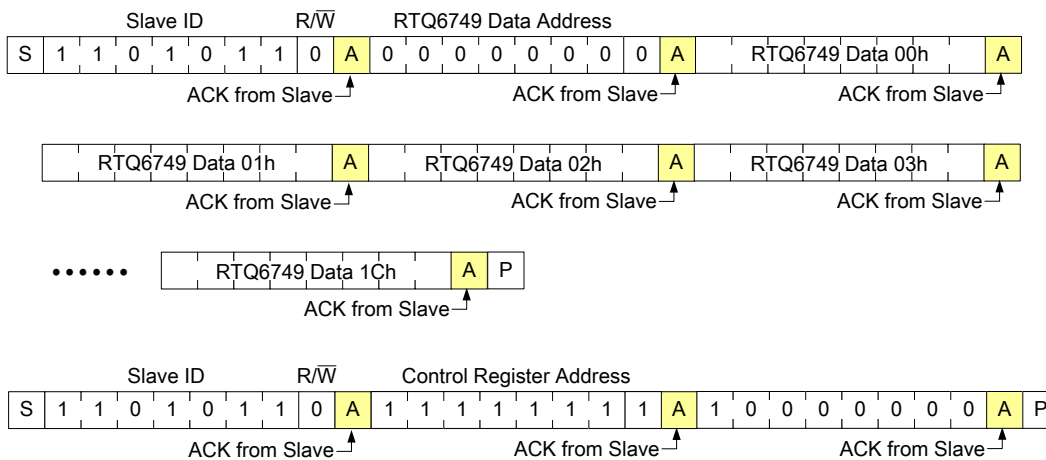 Slave ID R/W̅ RTQ6749 Data Address
S 1 1 0 1 0 1 1 0 A 0 0 0 0 0 0 0 0 A RTQ6749 Data 00h A
ACK from Slave ACK from Slave ACK from Slave
RTQ6749 Data 01h A RTQ6749 Data 02h A RTQ6749 Data 03h A
ACK from Slave ACK from Slave ACK from Slave
•••••• RTQ6749 Data 1Ch A P
ACK from Slave
Slave ID R/W̅ Control Register Address
S 1 1 0 1 0 1 1 0 A 1 1 1 1 1 1 1 1 A 1 0 0 0 0 0 0 0 A P
ACK from Slave ACK from Slave ACK from Slave